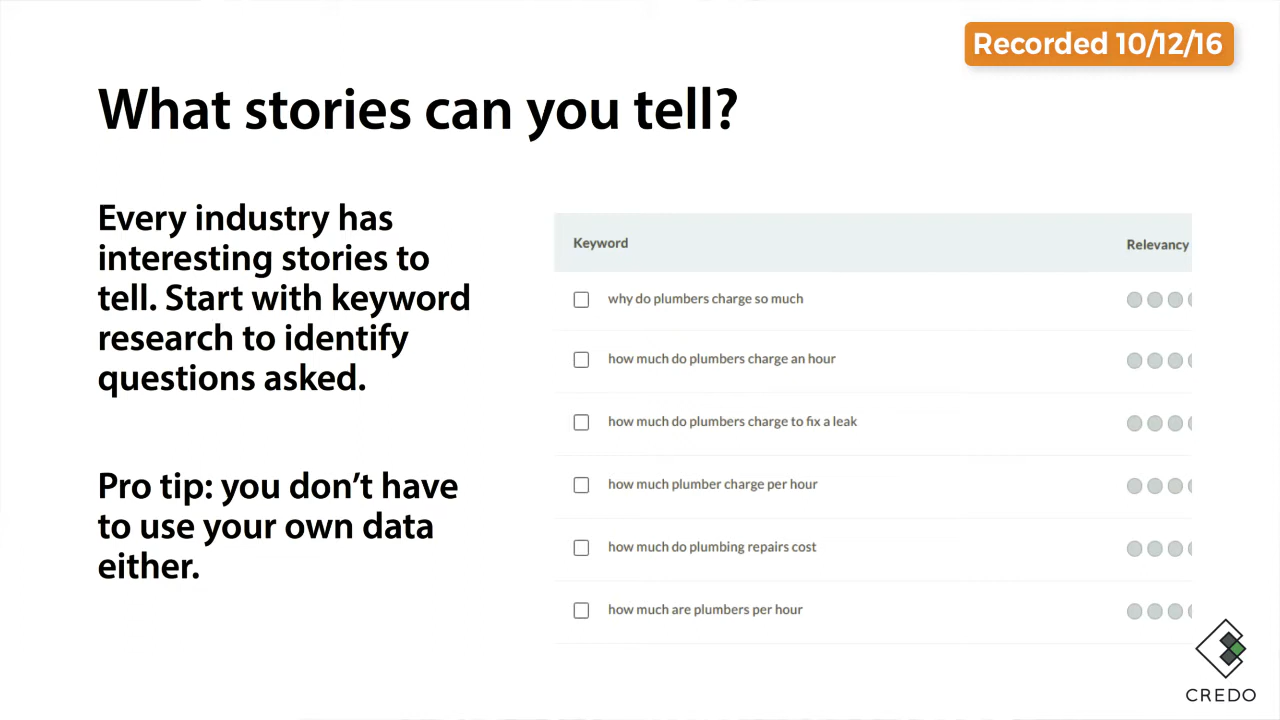 Recorded 10/12/16
What stories can you tell?
Every industry has
interesting stories to
tell. Start with keyword
research to identify
questions asked.
Pro tip: you don’t have
to use your own data
either.
Keyword Relevancy
why do plumbers charge so much
how much do plumbers charge an hour
how much do plumbers charge to fix a leak
how much plumber charge per hour
how much do plumbing repairs cost
how much are plumbers per hour
CREDO